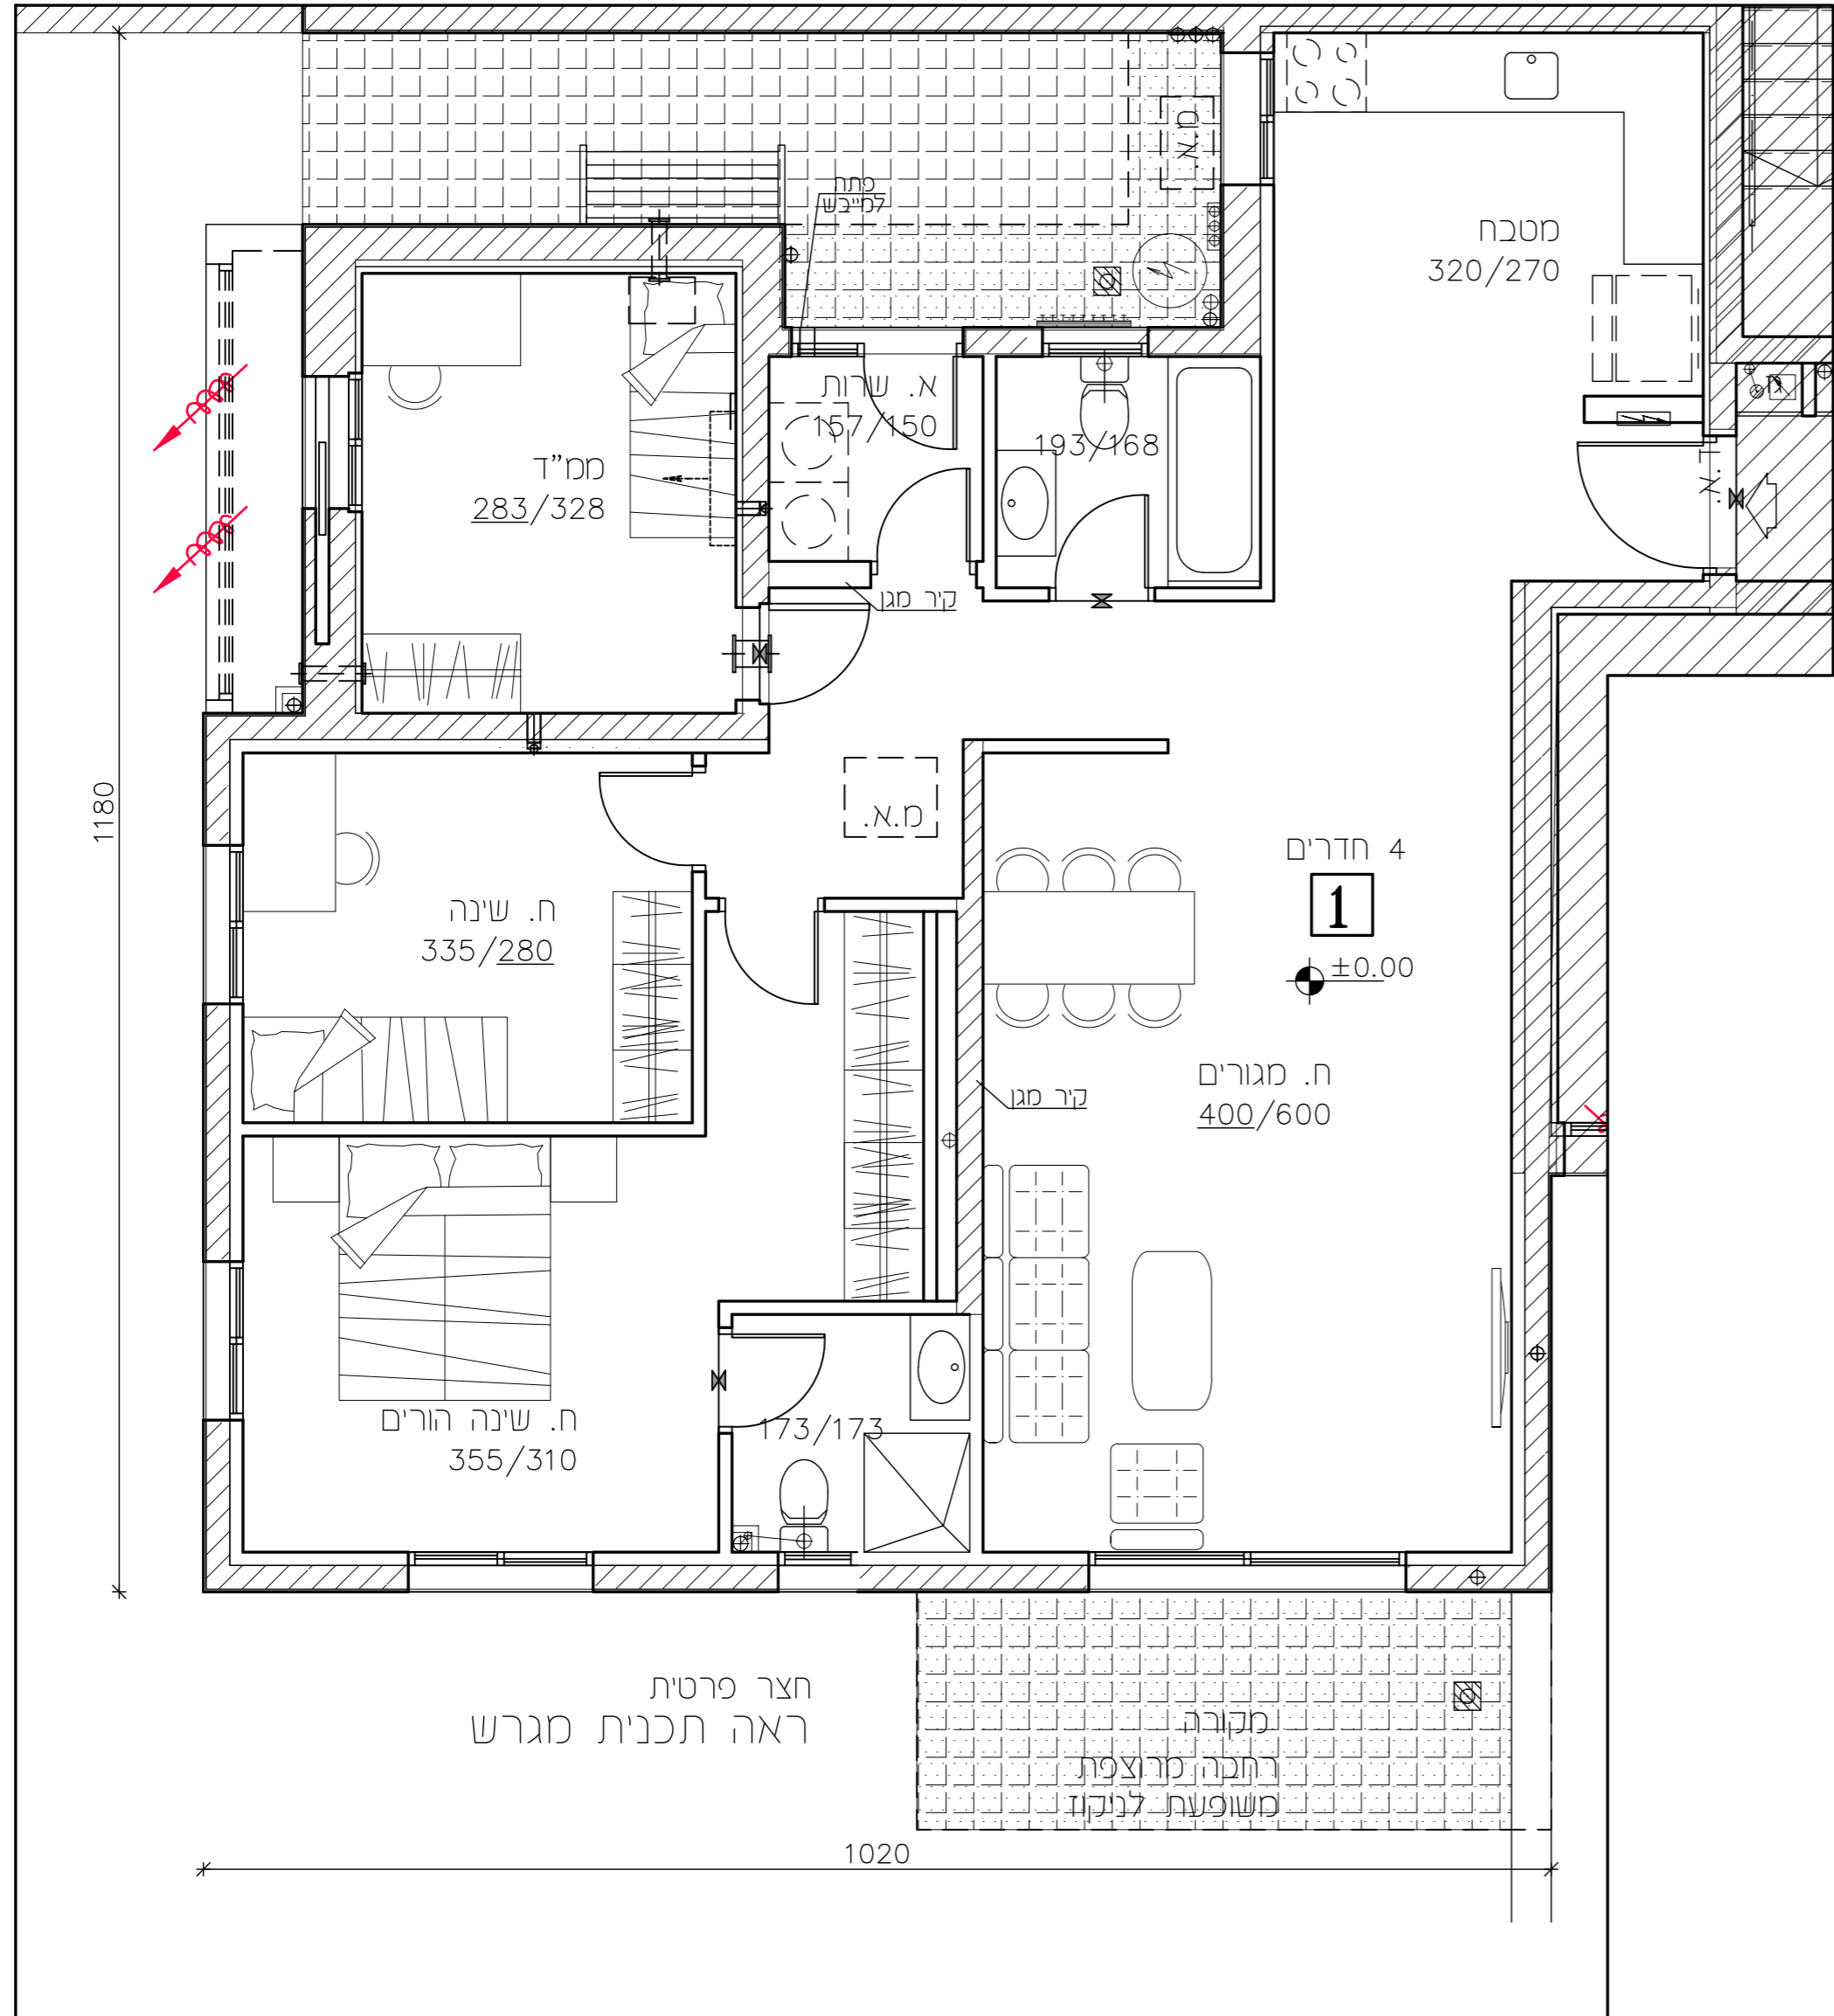 מ.א.
פתח
למייבש
מטבח
320/270
א. שרות
157/150
193/168
ממ"ד
283/328
ת.א.
קיר מגן
1180
מ.א.
4 חדרים
1
±0.00
ח. שינה
335/280
ח. מגורים
400/600
קיר מגן
ח. שינה הורים
355/310
173/173
חצר פרטית
ראה תכנית מגרש
מקורה
רחבה מרוצפת
משופעת לניקוז
1020